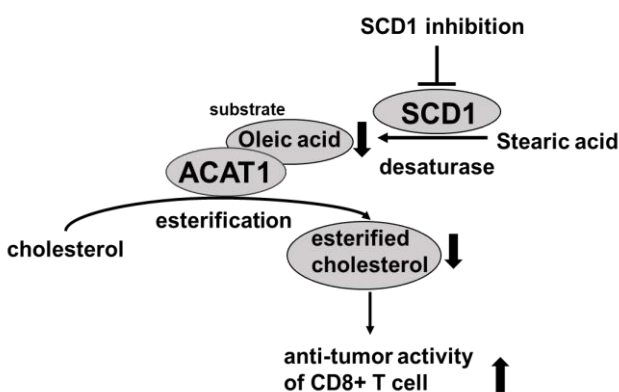 SCD1 inhibition
SCD1
substrate
Oleic acid
Stearic acid
desaturase
ACAT1
esterification
cholesterol
esterified
cholesterol
anti-tumor activity
of CD8+ T cell